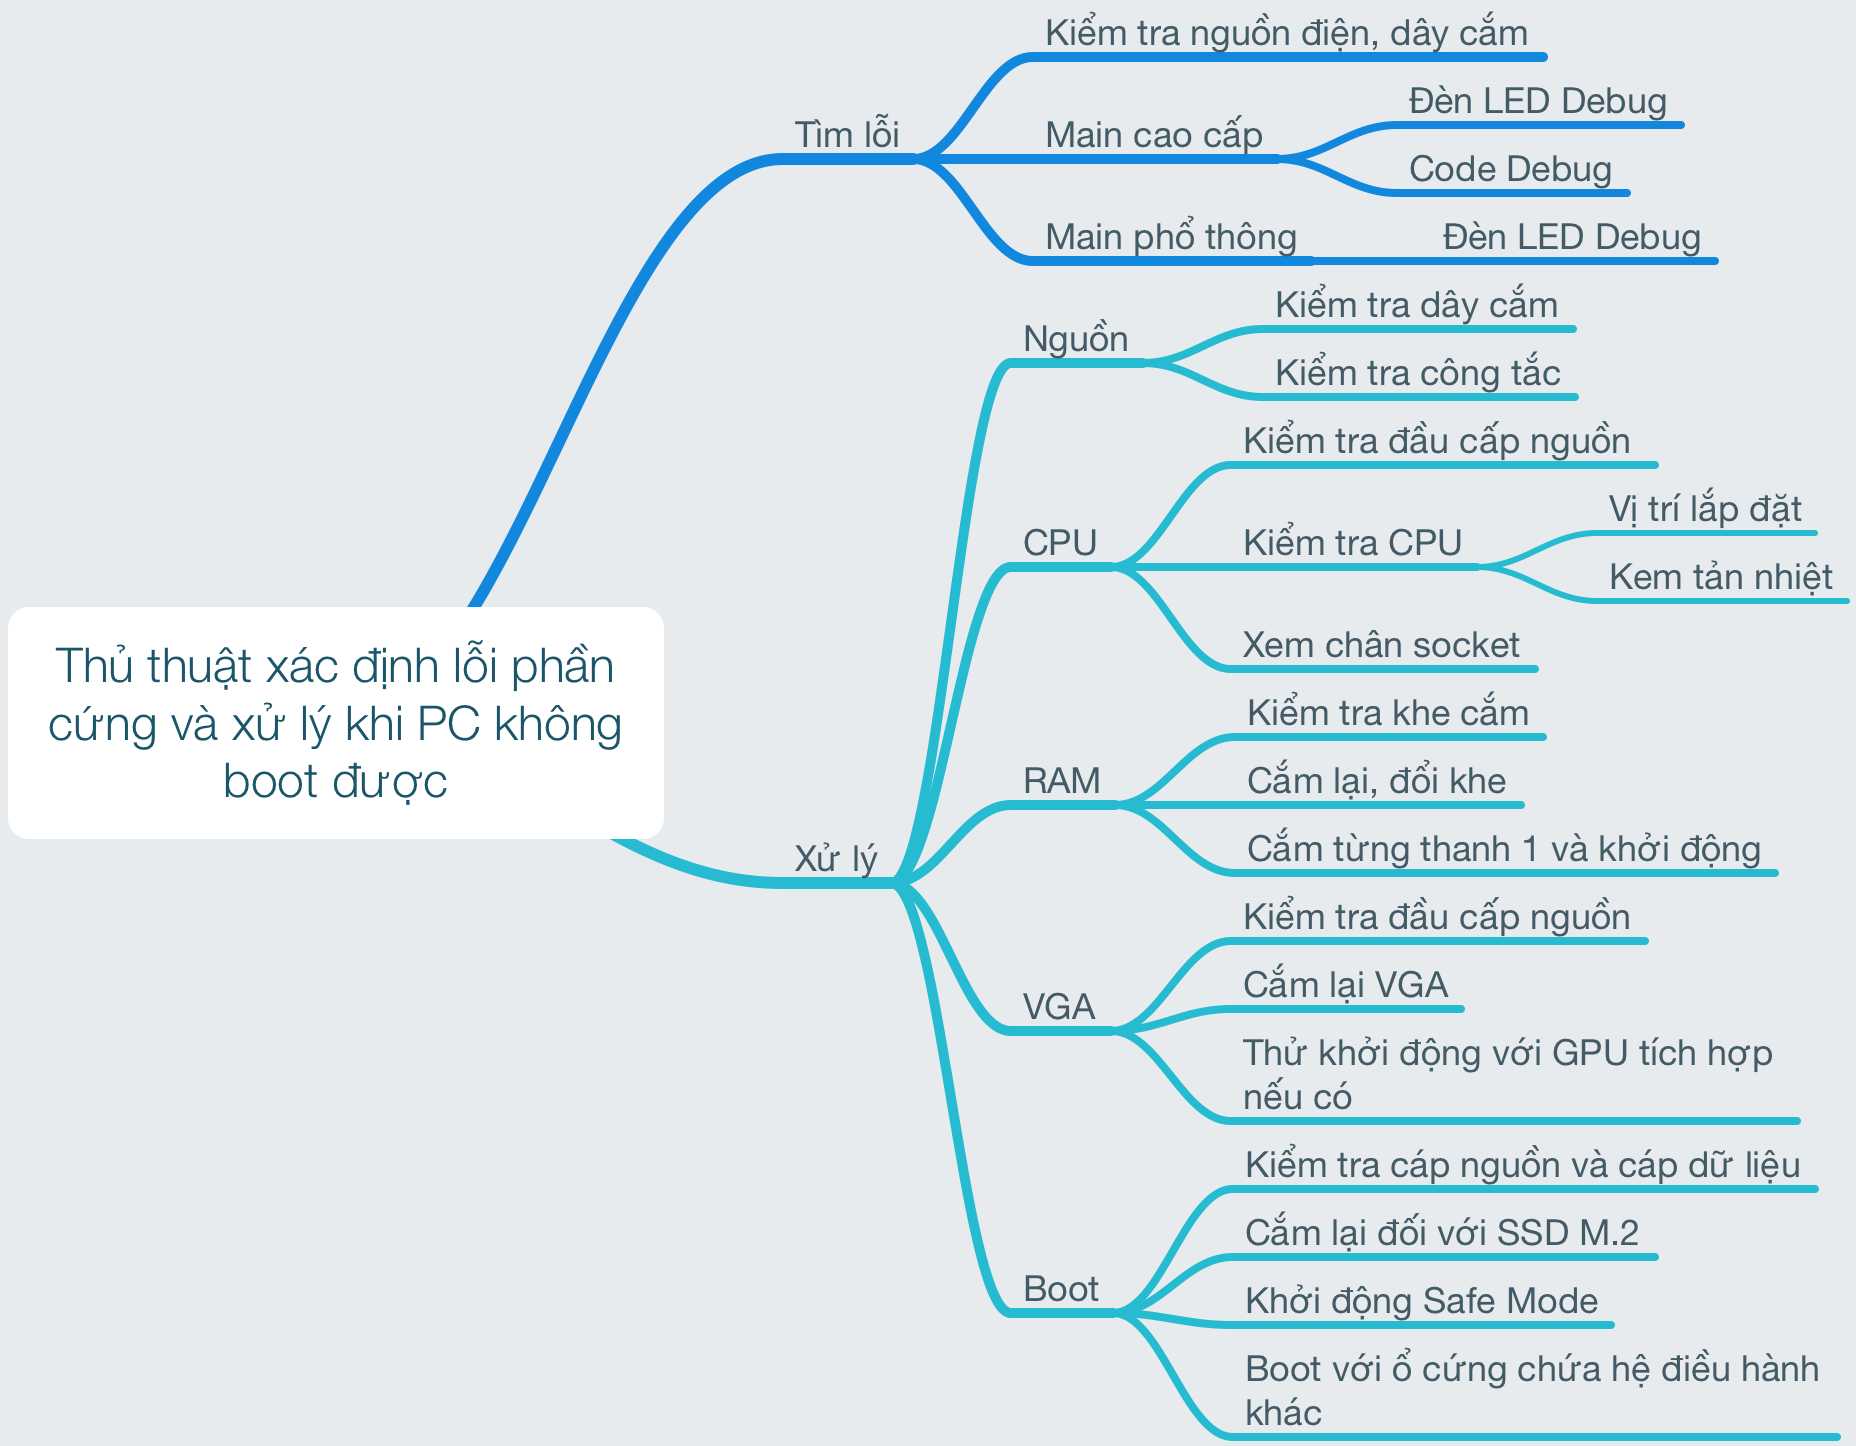 Thủ thuật xác định lỗi phần
cứng và xử lý khi PC không
boot được
Tìm lỗi
Kiểm tra nguồn điện, dây cắm
Main cao cấp
Đèn LED Debug
Code Debug
Main phổ thông
Đèn LED Debug
Xử lý
Nguồn
Kiểm tra dây cắm
Kiểm tra công tắc
CPU
Kiểm tra đầu cấp nguồn
Kiểm tra CPU
Vị trí lắp đặt
Kem tản nhiệt
Xem chân socket
RAM
Kiểm tra khe cắm
Cắm lại, đổi khe
Cắm từng thanh 1 và khởi động
VGA
Kiểm tra đầu cấp nguồn
Cắm lại VGA
Thử khởi động với GPU tích hợp
nếu có
Boot
Kiểm tra cáp nguồn và cáp dữ liệu
Cắm lại đối với SSD M.2
Khởi động Safe Mode
Boot với ổ cứng chứa hệ điều hành
khác